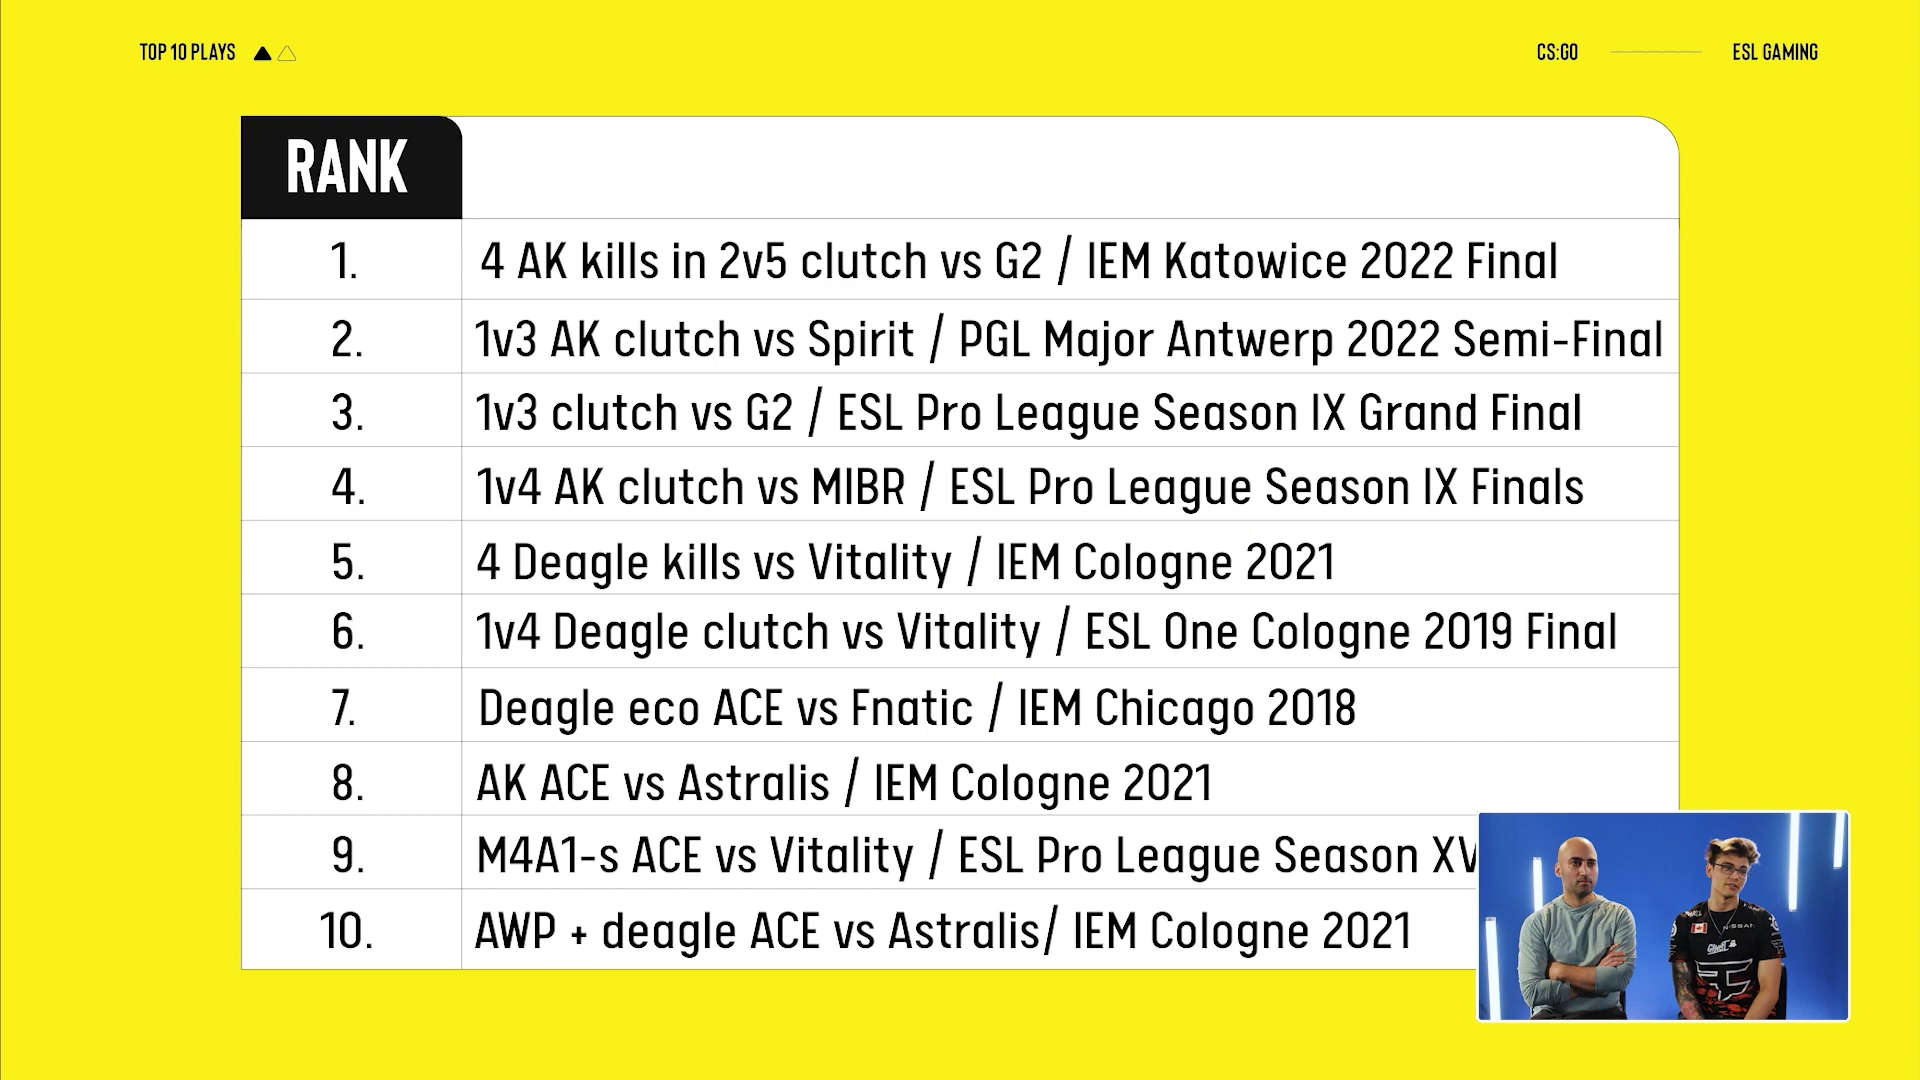 TOP 10 PLAYS
CS:GO
ESL GAMING
RANK
1. 4 AK kills in 2v5 clutch vs G2 / IEM Katowice 2022 Final
2. 1v3 AK clutch vs Spirit / PGL Major Antwerp 2022 Semi-Final
3. 1v3 clutch vs G2 / ESL Pro League Season IX Grand Final
4. 1v4 AK clutch vs MIBR / ESL Pro League Season IX Finals
5. 4 Deagle kills vs Vitality / IEM Cologne 2021
6. 1v4 Deagle clutch vs Vitality / ESL One Cologne 2019 Final
7. Deagle eco ACE vs Fnatic / IEM Chicago 2018
8. AK ACE vs Astralis / IEM Cologne 2021
9. M4A1-s ACE vs Vitality / ESL Pro League Season XV
10. AWP + deagle ACE vs Astralis/ IEM Cologne 2021
NISSAN